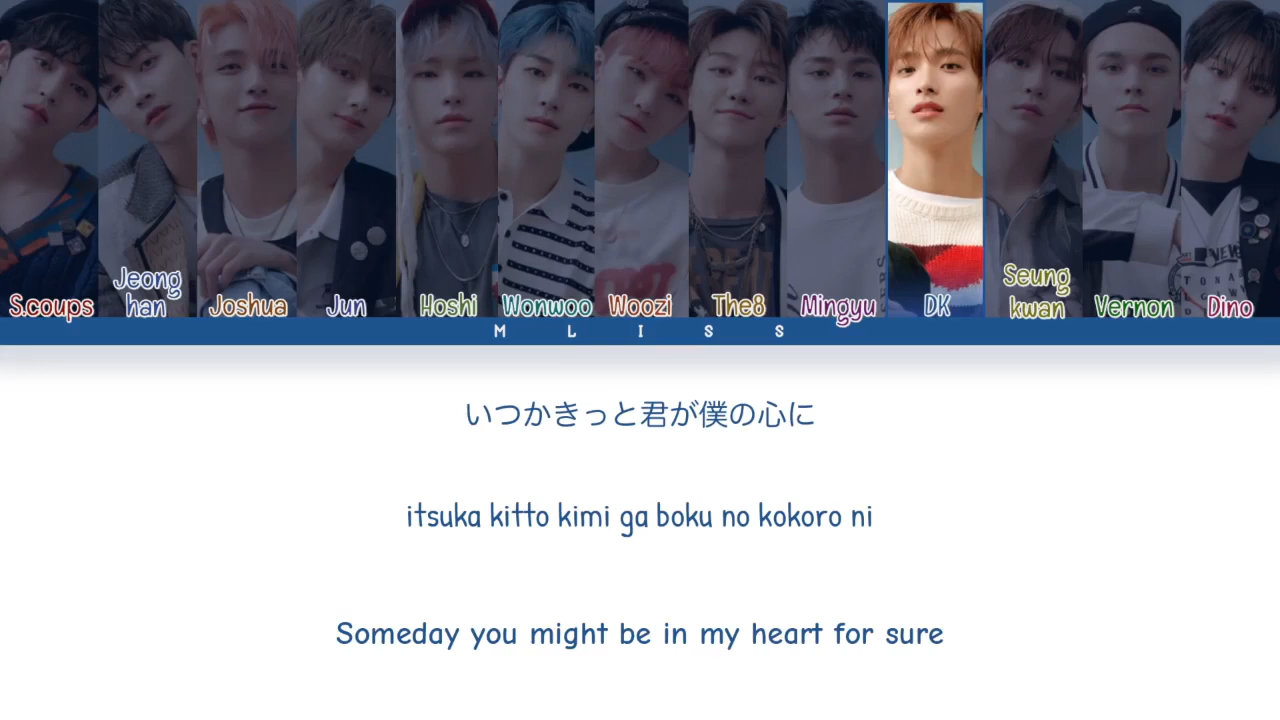 S.coups
Jeong
han
Joshua
Jun
Hoshi
Wonwoo
Woozi
The8
Mingyu
DK
Seung
kwan
Vernon
Dino
M L I S S
いつかきっと君が僕の心に
itsuka kitto kimi ga boku no kokoro ni
Someday you might be in my heart for sure